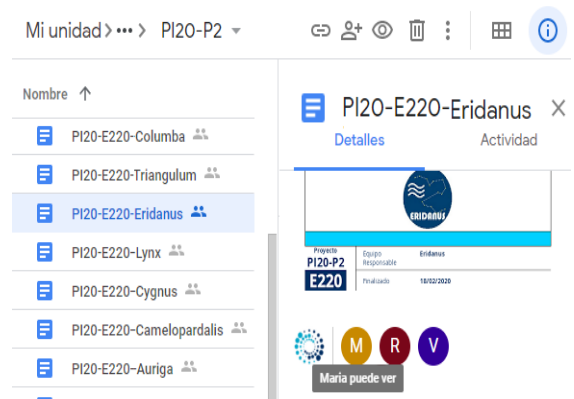 Mi unidad > ••• > PI20-P2
Nombre ↑
PI20-E220-Columba
PI20-E220-Triangulum
PI20-E220-Eridanus
PI20-E220-Lynx
PI20-E220-Cygnus
PI20-E220-Camelopardalis
PI20-E220-Auriga
PI20-E220-Eridanus
Detalles Actividad
ERIDANUS
Proyecto
PI20-P2
E220
Equipo Responsable Eridanus
Finalizado 18/02/2020
M R V
Maria puede ver